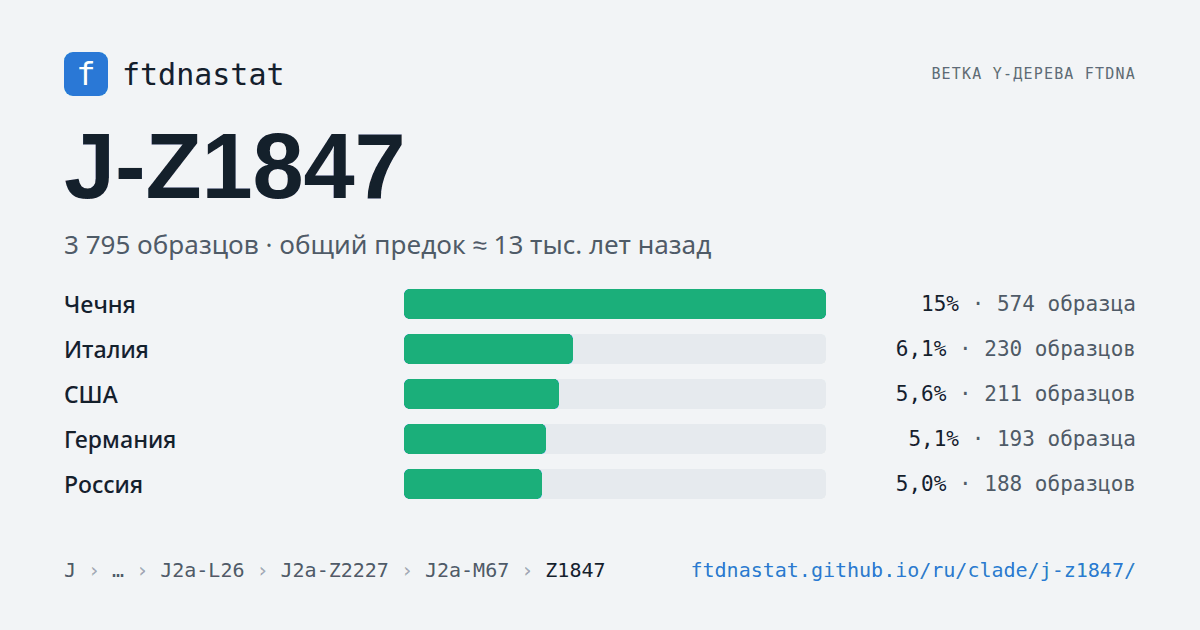 f ftdnastat
ВЕТКА Y-ДЕРЕВА FTDNA
J-Z1847
3 795 образцов · общий предок ≈ 13 тыс. лет назад
Чечня 15% · 574 образца
Италия 6,1% · 230 образцов
США 5,6% · 211 образцов
Германия 5,1% · 193 образца
Россия 5,0% · 188 образцов
J › … › J2a-L26 › J2a-Z2227 › J2a-M67 › Z1847
ftdnastat.github.io/ru/clade/j-z1847/